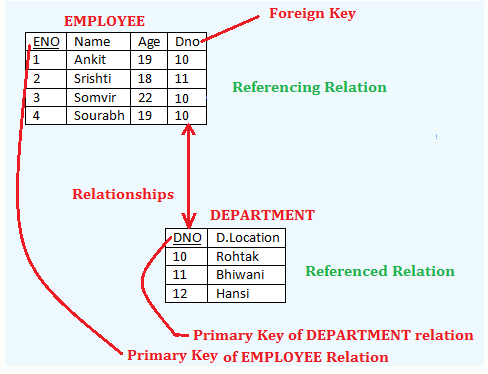 EMPLOYEE
Foreign Key
ENO Name Age Dno
1 Ankit 19 10
2 Srishti 18 11
3 Somvir 22 10
4 Sourabh 19 10
Referencing Relation
Relationships
DEPARTMENT
DNO D.Location
10 Rohtak
11 Bhiwani
12 Hansi
Referenced Relation
Primary Key of DEPARTMENT relation
Primary Key of EMPLOYEE Relation